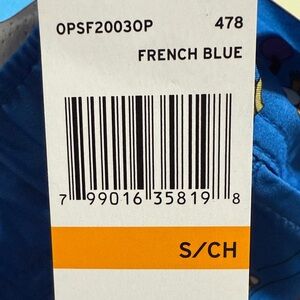 OPSF20030P 478
FRENCH BLUE
7 99016 35819 8
S/CH